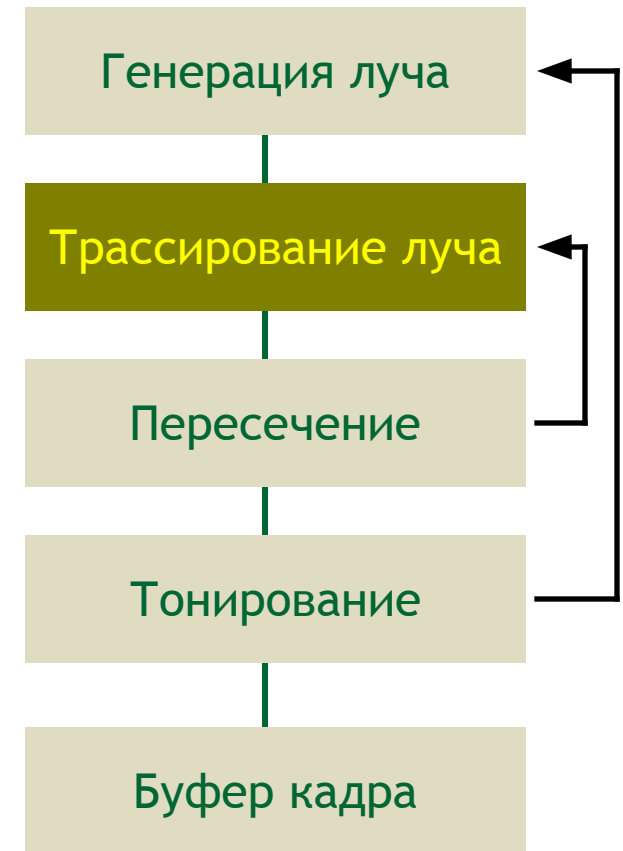 Генерация луча
Трассирование луча
Пересечение
Тонирование
Буфер кадра